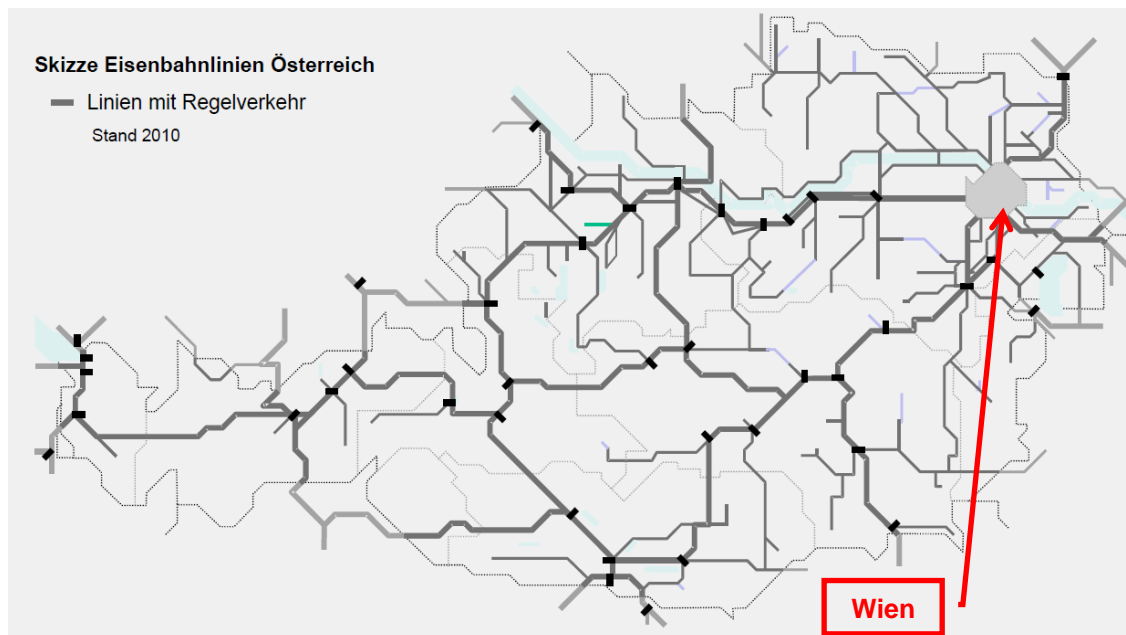 Skizze Eisenbahnlinien Österreich
Linien mit Regelverkehr
Stand 2010
Wien